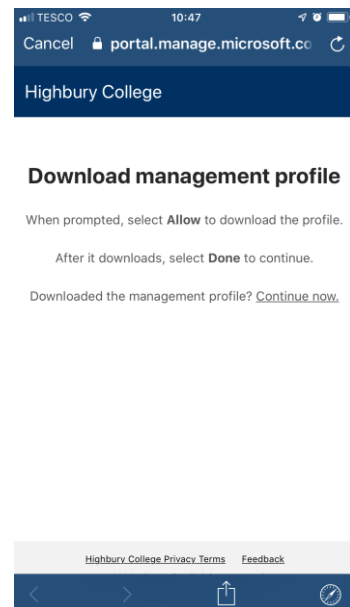 TESCO 10:47
Cancel portal.manage.microsoft.co
Highbury College
Download management profile
When prompted, select Allow to download the profile.
After it downloads, select Done to continue.
Downloaded the management profile? Continue now.
Highbury College Privacy Terms Feedback